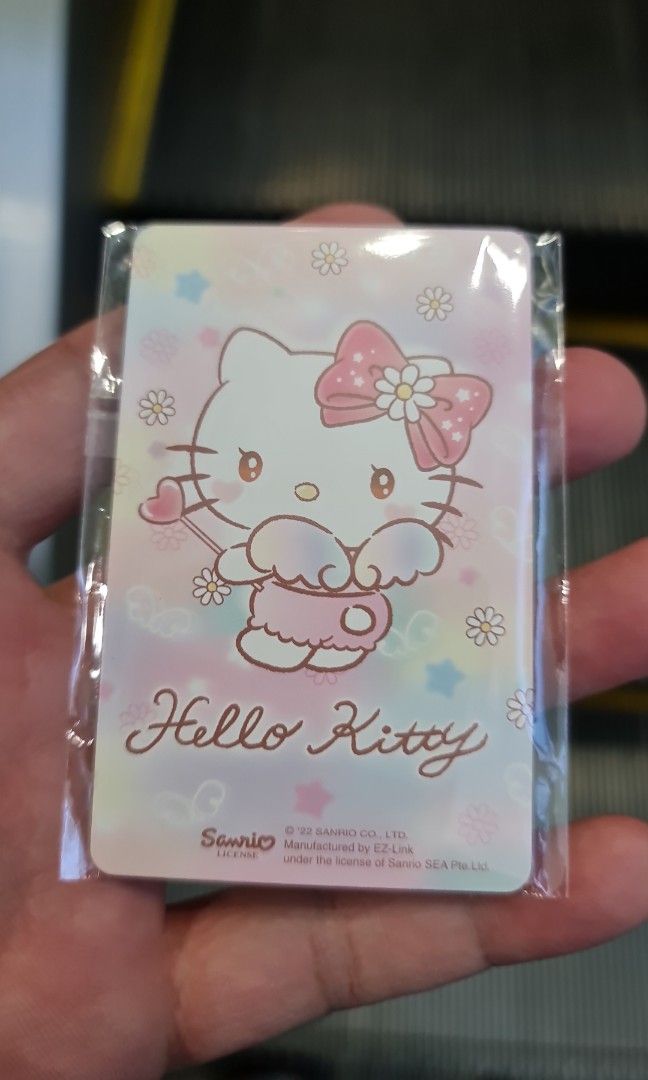 Hello Kitty
Sanrio
LICENSE
© '22 SANRIO CO., LTD.
Manufactured by EZ-Link
under the license of Sanrio SEA Pte.Ltd.